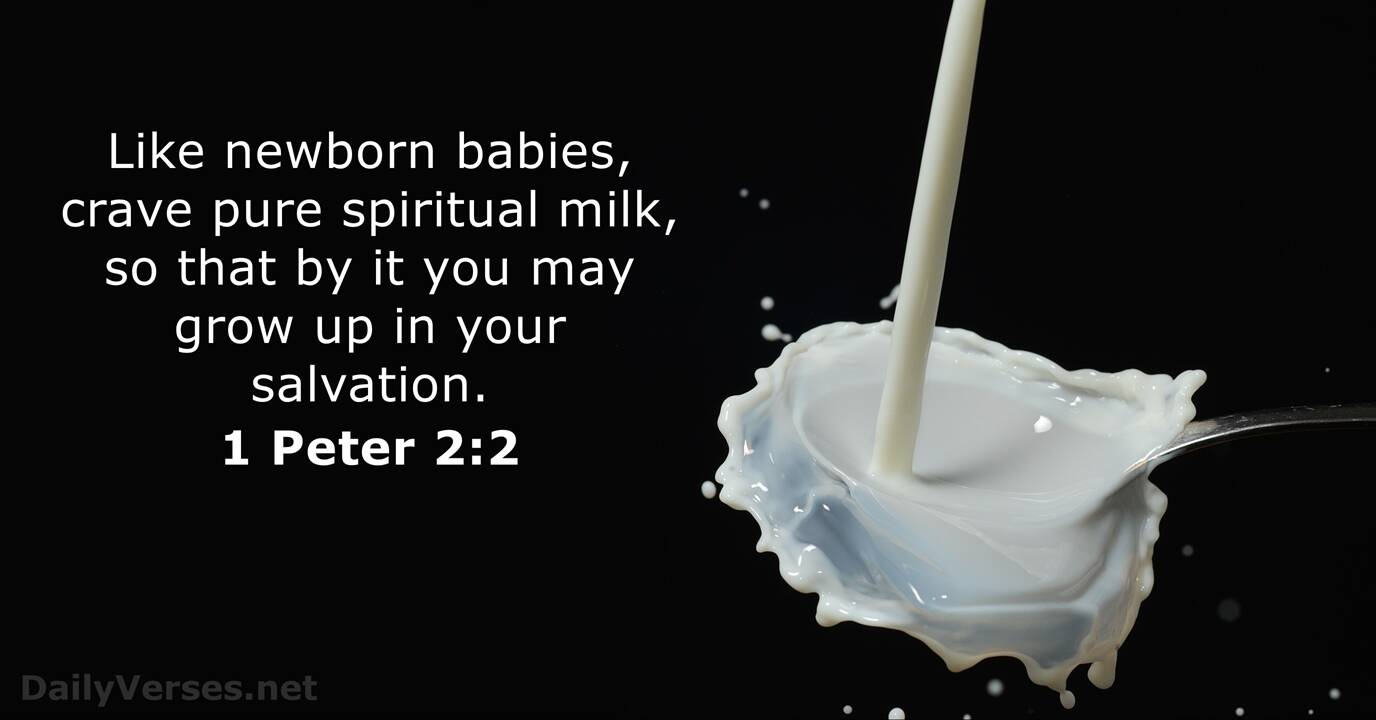 Like newborn babies,
crave pure spiritual milk,
so that by it you may
grow up in your
salvation.
1 Peter 2:2
DailyVerses.net